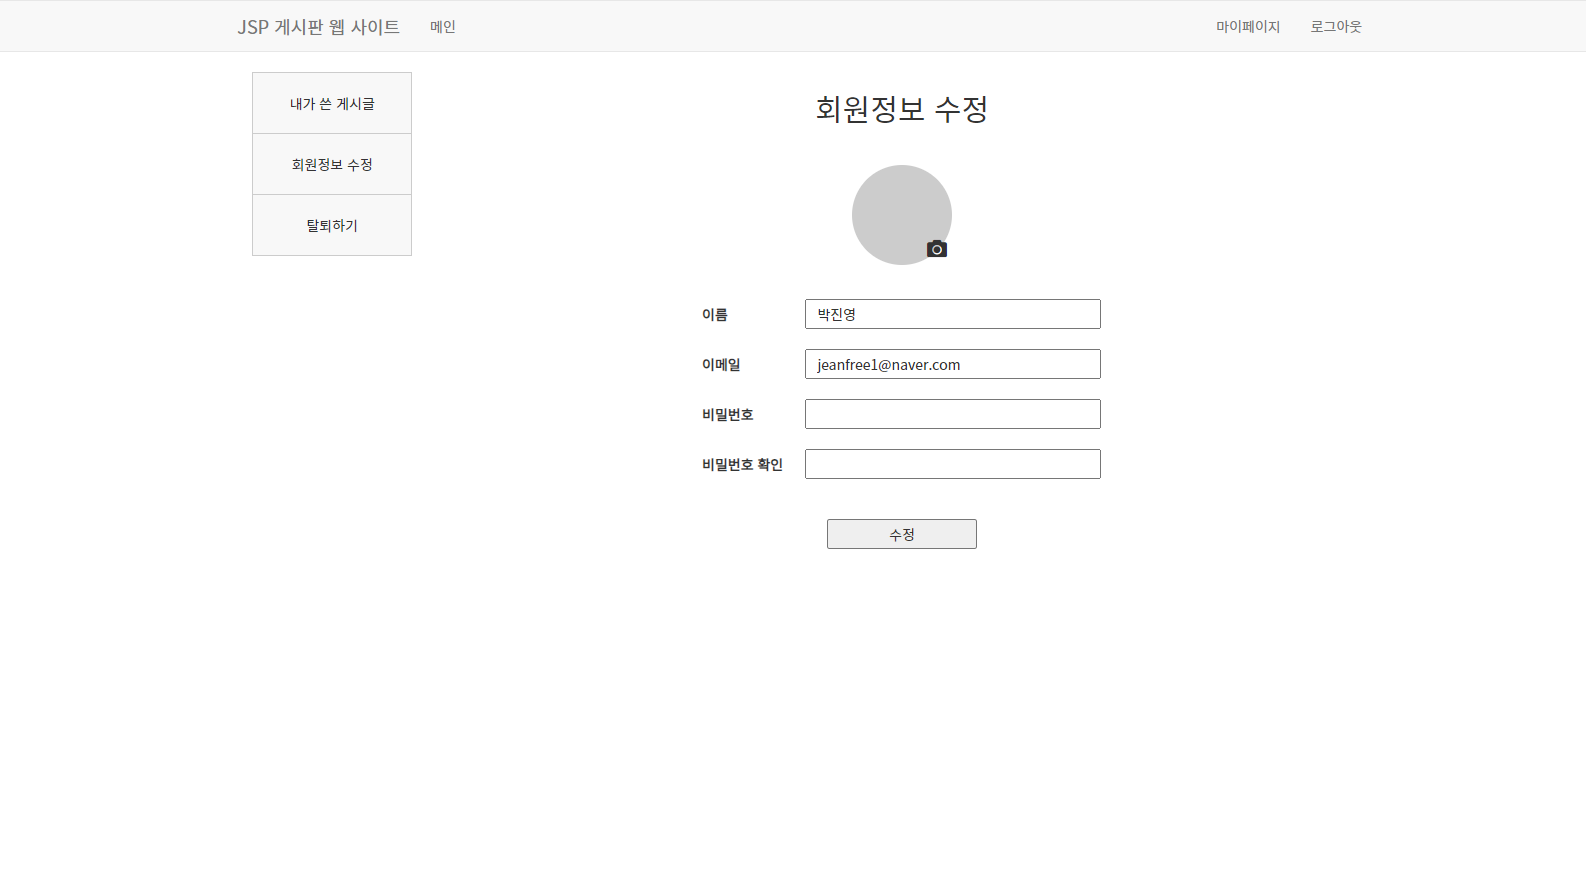 JSP 게시판 웹 사이트 메인 마이페이지 로그아웃
내가 쓴 게시글
회원정보 수정
탈퇴하기
회원정보 수정
이름 박진영
이메일 jeanfree1@naver.com
비밀번호
비밀번호 확인
수정